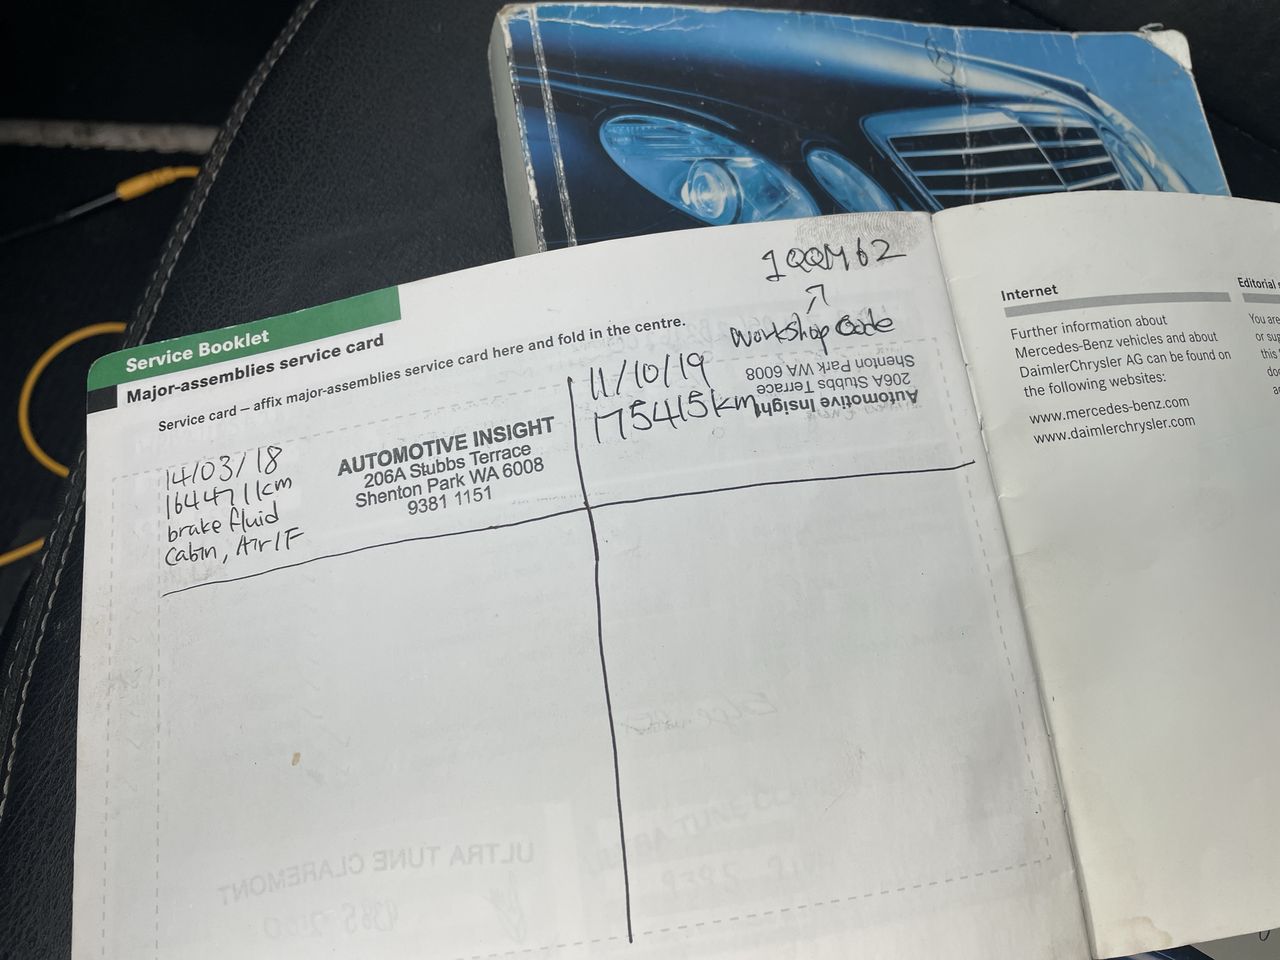 1QQM62
workshop code
Service Booklet
Major-assemblies service card
Service card – affix major-assemblies service card here and fold in the centre.
14/03/18
164471km
brake fluid
Cabin, Air/F
AUTOMOTIVE INSIGHT
206A Stubbs Terrace
Shenton Park WA 6008
9381 1151
11/10/19
175415km
Automotive Insight
206A Stubbs Terrace
Shenton Park WA 6008
ULTRA TUNE CLAREMONT
Internet
Further information about
Mercedes-Benz vehicles and about
DaimlerChrysler AG can be found on
the following websites:
www.mercedes-benz.com
www.daimlerchrysler.com
Editorial
You are
or
this